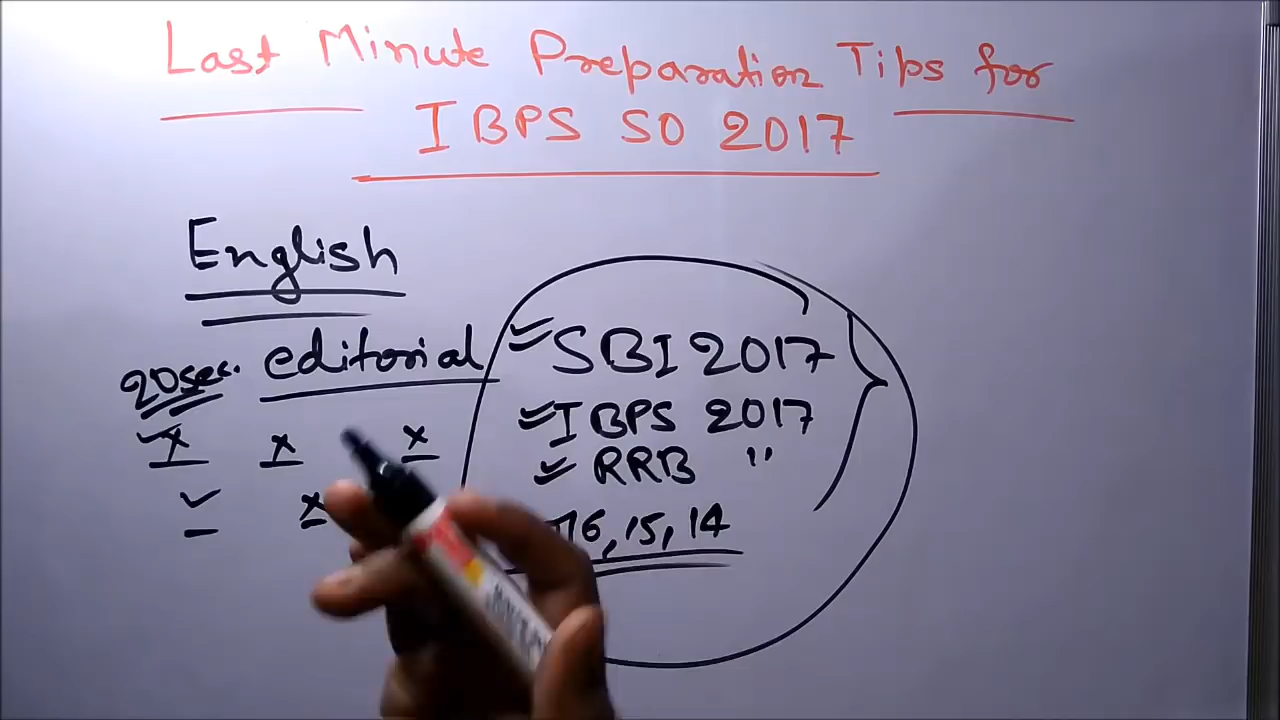 Last Minute Preparation Tips for
IBPS SO 2017
English
20sec. editorial
SBI 2017
IBPS 2017
RRB "
16, 15, 14